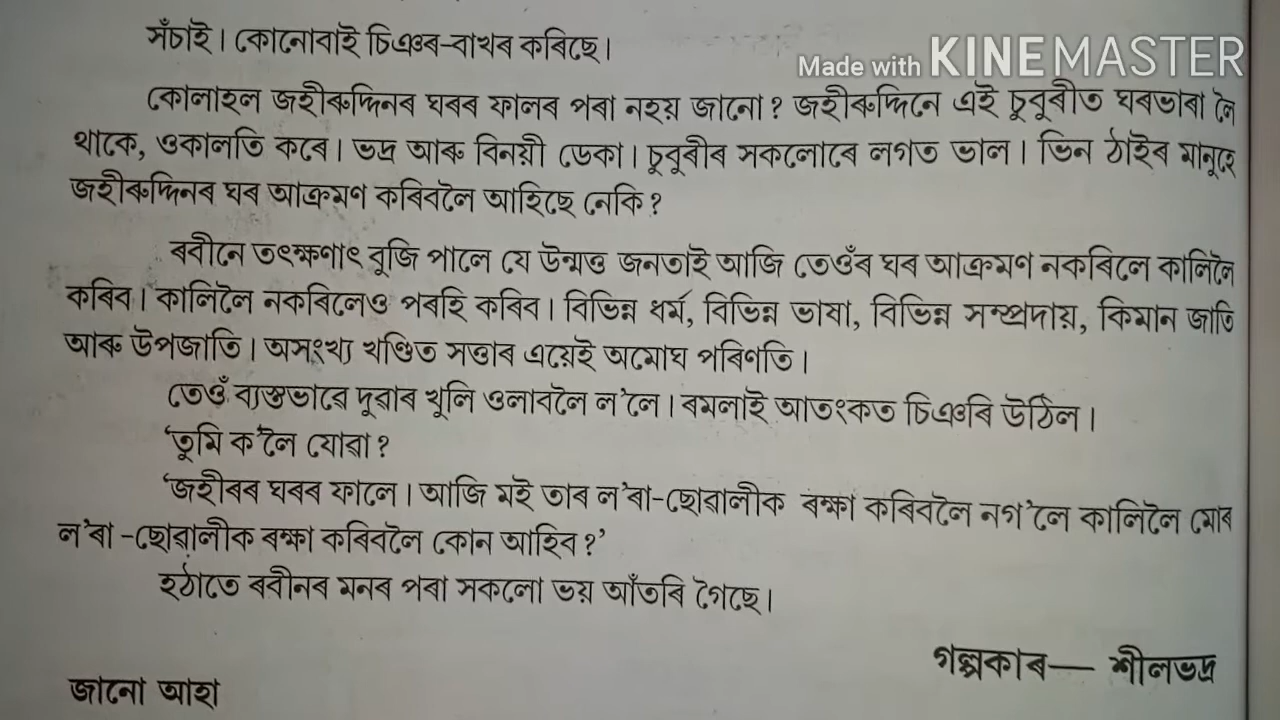 সঁচাই। কোনোবাই চিঞৰ-বাখৰ কৰিছে।
Made with KINEMASTER
কোলাহল জহীৰুদ্দিনৰ ঘৰৰ ফালৰ পৰা নহয় জানো? জহীৰুদ্দিনে এই চুবুৰীত ঘৰভাৰা লৈ
থাকে, ওকালতি কৰে। ভদ্ৰ আৰু বিনয়ী ডেকা। চুবুৰীৰ সকলোৰে লগত ভাল। ভিন ঠাইৰ মানুহে
জহীৰুদ্দিনৰ ঘৰ আক্ৰমণ কৰিবলৈ আহিছে নেকি?
ৰবীনে তৎক্ষণাৎ বুজি পালে যে উন্মত্ত জনতাই আজি তেওঁৰ ঘৰ আক্ৰমণ নকৰিলে কালিলৈ
কৰিব। কালিলৈ নকৰিলেও পৰহি কৰিব। বিভিন্ন ধৰ্ম, বিভিন্ন ভাষা, বিভিন্ন সম্প্ৰদায়, কিমান জাতি
আৰু উপজাতি। অসংখ্য খণ্ডিত সত্তাৰ এয়েই অমোঘ পৰিণতি।
তেওঁ ব্যস্তভাৱে দুৱাৰ খুলি ওলাবলৈ ল'লে। ৰমলাই আতংকত চিঞৰি উঠিল।
‘তুমি ক'লৈ যোৱা?
‘জহীৰৰ ঘৰৰ ফালে। আজি মই তাৰ ল'ৰা-ছোৱালীক ৰক্ষা কৰিবলৈ নগ'লে কালিলৈ মোৰ
ল'ৰা -ছোৱালীক ৰক্ষা কৰিবলৈ কোন আহিব?’
হঠাতে ৰবীনৰ মনৰ পৰা সকলো ভয় আঁতৰি গৈছে।
গল্পকাৰ— শীলভদ্ৰ
জানো আহা